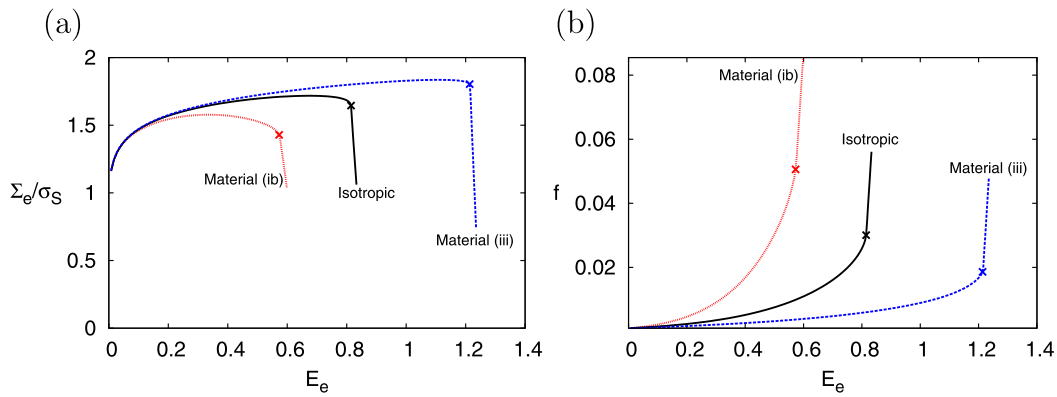 (a)
2
1.5
1
0.5
0
Σe/σS
Material (ib)
Isotropic
Material (iii)
0 0.2 0.4 0.6 0.8 1 1.2 1.4
Ee
(b)
0.08
0.06
0.04
0.02
f
Material (ib)
Isotropic
Material (iii)
0 0.2 0.4 0.6 0.8 1 1.2 1.4
Ee